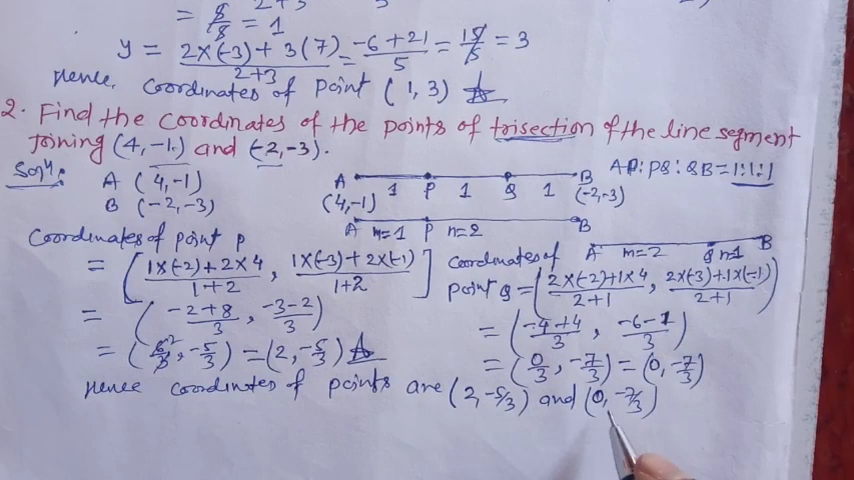 = 8/8 = 1
y = 2×(-3) + 3(7) / 2+3 = -6+21 / 5 = 15/5 = 3
Hence, coordinates of point (1, 3)
2. Find the coordinates of the points of trisection of the line segment
Joining (4, -1) and (-2, -3).
Soln:
A (4, -1)
B (-2, -3)
A 1 P 1 Q 1 B
(4,-1) (-2,-3)
AP:PQ:QB = 1:1:1
A m=1 P n=2 B
Coordinates of point P
= [1×(-2)+2×4 / 1+2, 1×(-3)+2×(-1) / 1+2]
= (-2+8 / 3, -3-2 / 3)
= (6/3, -5/3) = (2, -5/3)
A m=2 Q n=1 B
Coordinates of
point Q = (2×(-2)+1×4 / 2+1, 2×(-3)+1×(-1) / 2+1)
= (-4+4 / 3, -6-1 / 3)
= (0/3, -7/3) = (0, -7/3)
Hence coordinates of points are (2, -5/3) and (0, -7/3)